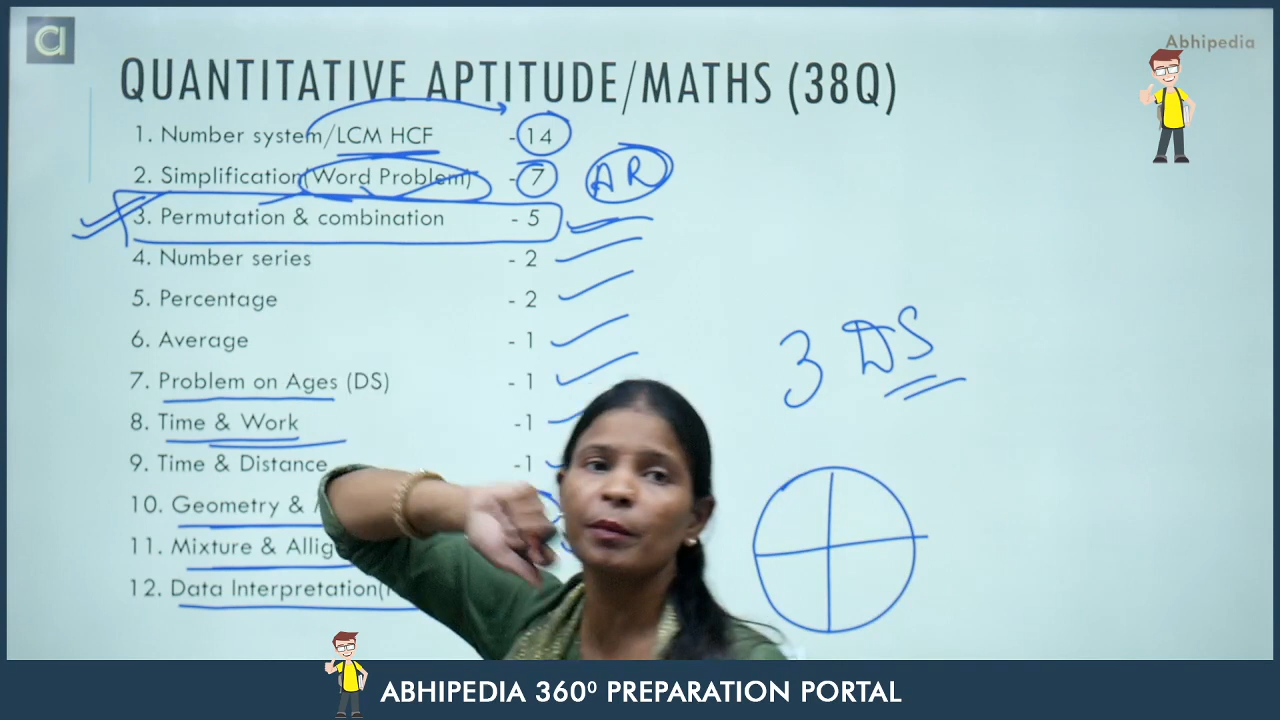 Abhipedia
QUANTITATIVE APTITUDE/MATHS (38Q)
1. Number system/LCM HCF - 14
2. Simplification(Word Problem) - 7 AR
3. Permutation & combination - 5
4. Number series - 2
5. Percentage - 2
6. Average - 1
7. Problem on Ages (DS) - 1
3 DS
8. Time & Work -1
9. Time & Distance -1
10. Geometry &
11. Mixture &
12. Data
ABHIPEDIA 360⁰ PREPARATION PORTAL